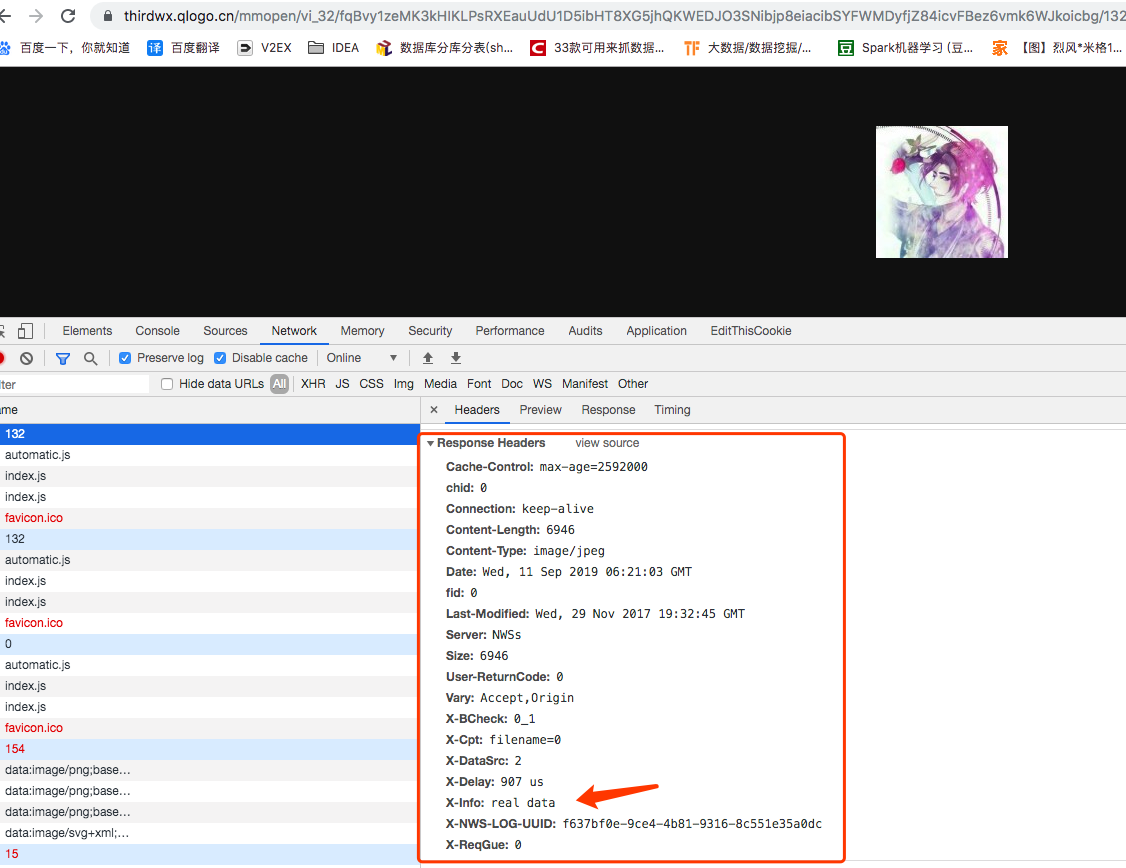 thirdwx.qlogo.cn/mmopen/vi_32/fqBvy1zeMK3kHIKLPsRXEauUdU1D5ibHT8XG5jhQKWEDJO3SNibjp8eiacibSYFWMDyfjZ84icvFBez6vmk6WJkoicbg/132
百度一下，你就知道 译 百度翻译 V2EX IDEA 数据库分库分表(sh... 33款可用来抓数据... 大数据/数据挖掘/... 豆 Spark机器学习 (豆... 家 【图】烈风*米格1...
Elements Console Sources Network Memory Security Performance Audits Application EditThisCookie
Preserve log Disable cache Online
lter Hide data URLs All XHR JS CSS Img Media Font Doc WS Manifest Other
ame × Headers Preview Response Timing
132
automatic.js
index.js
index.js
favicon.ico
132
automatic.js
index.js
index.js
favicon.ico
0
automatic.js
index.js
index.js
favicon.ico
154
data:image/png;base…
data:image/png;base…
data:image/png;base…
data:image/svg+xml;…
15
Response Headers view source
Cache-Control: max-age=2592000
chid: 0
Connection: keep-alive
Content-Length: 6946
Content-Type: image/jpeg
Date: Wed, 11 Sep 2019 06:21:03 GMT
fid: 0
Last-Modified: Wed, 29 Nov 2017 19:32:45 GMT
Server: NWSs
Size: 6946
User-ReturnCode: 0
Vary: Accept,Origin
X-BCheck: 0_1
X-Cpt: filename=0
X-DataSrc: 2
X-Delay: 907 us
X-Info: real data
X-NWS-LOG-UUID: f637bf0e-9ce4-4b81-9316-8c551e35a0dc
X-ReqGue: 0